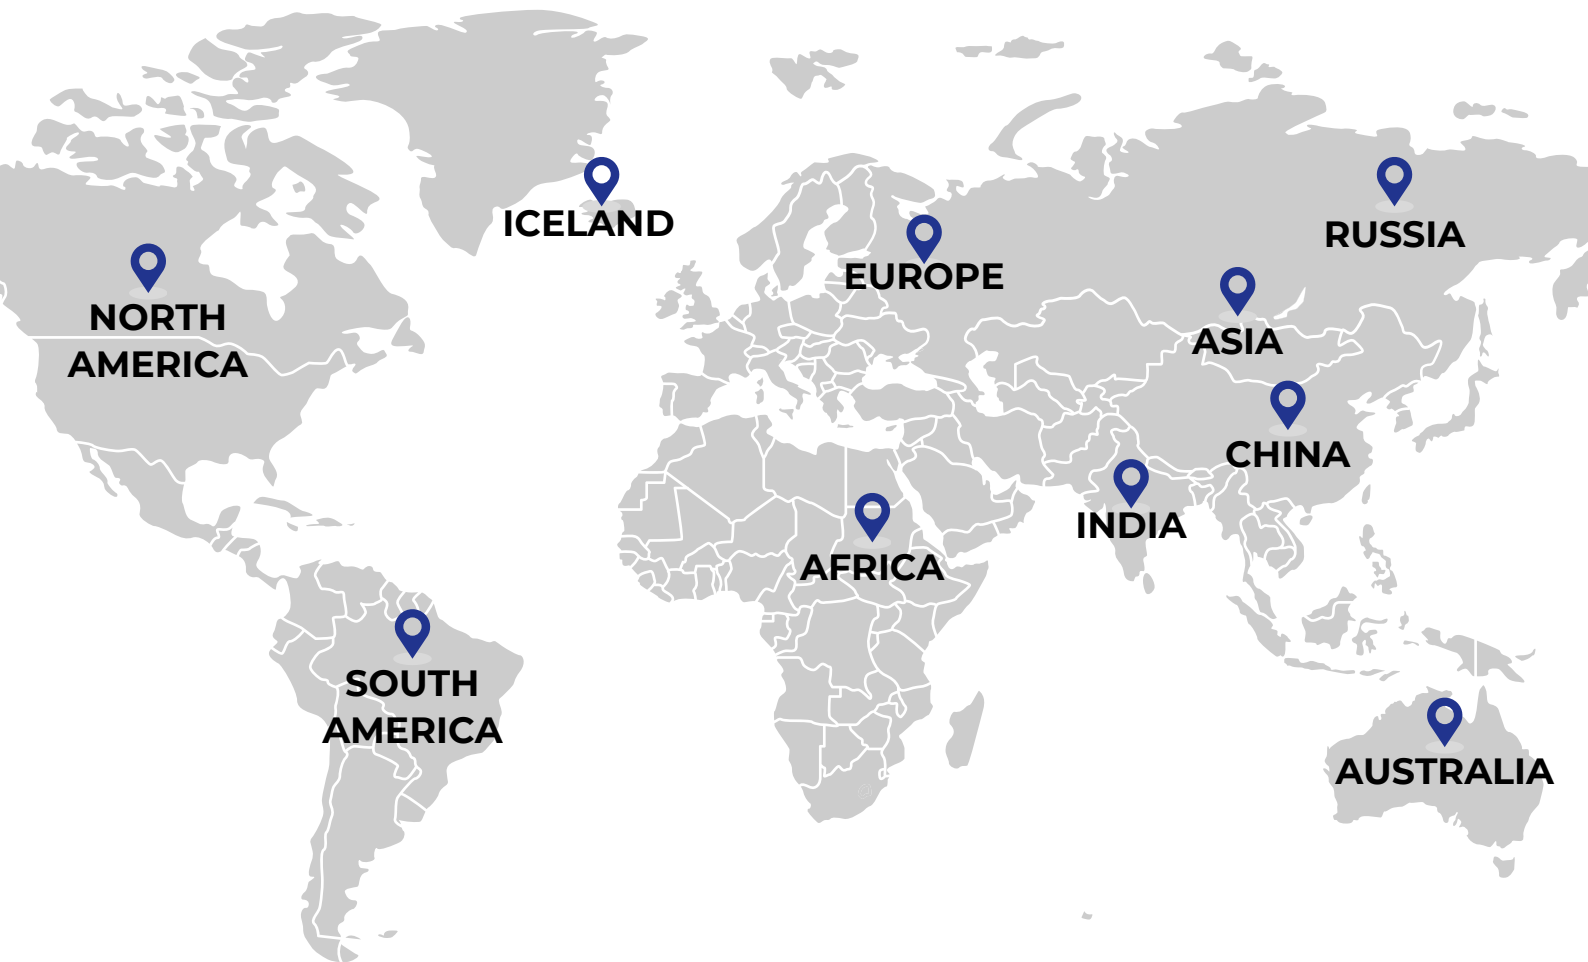 ICELAND
RUSSIA
EUROPE
NORTH
AMERICA
ASIA
CHINA
INDIA
AFRICA
SOUTH
AMERICA
AUSTRALIA